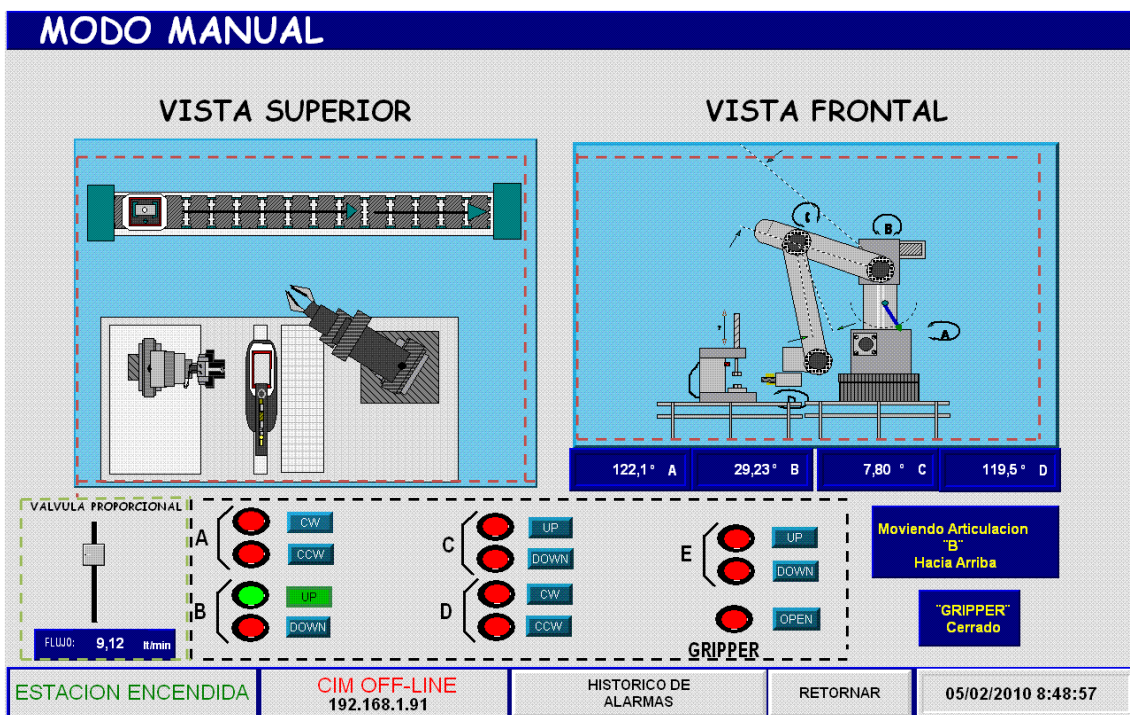 MODO MANUAL
VISTA SUPERIOR
VISTA FRONTAL
C
B
A
D
122,1° A
29,23° B
7,80 ° C
119,5° D
VALVULA PROPORCIONAL
FLUJO: 9,12 lt/min
A
CW
CCW
B
UP
DOWN
C
UP
DOWN
D
CW
CCW
E
UP
DOWN
OPEN
GRIPPER
Moviendo Articulacion
¨B¨
Hacia Arriba
¨GRIPPER¨
Cerrado
ESTACION ENCENDIDA
CIM OFF-LINE
192.168.1.91
HISTORICO DE
ALARMAS
RETORNAR
05/02/2010 8:48:57